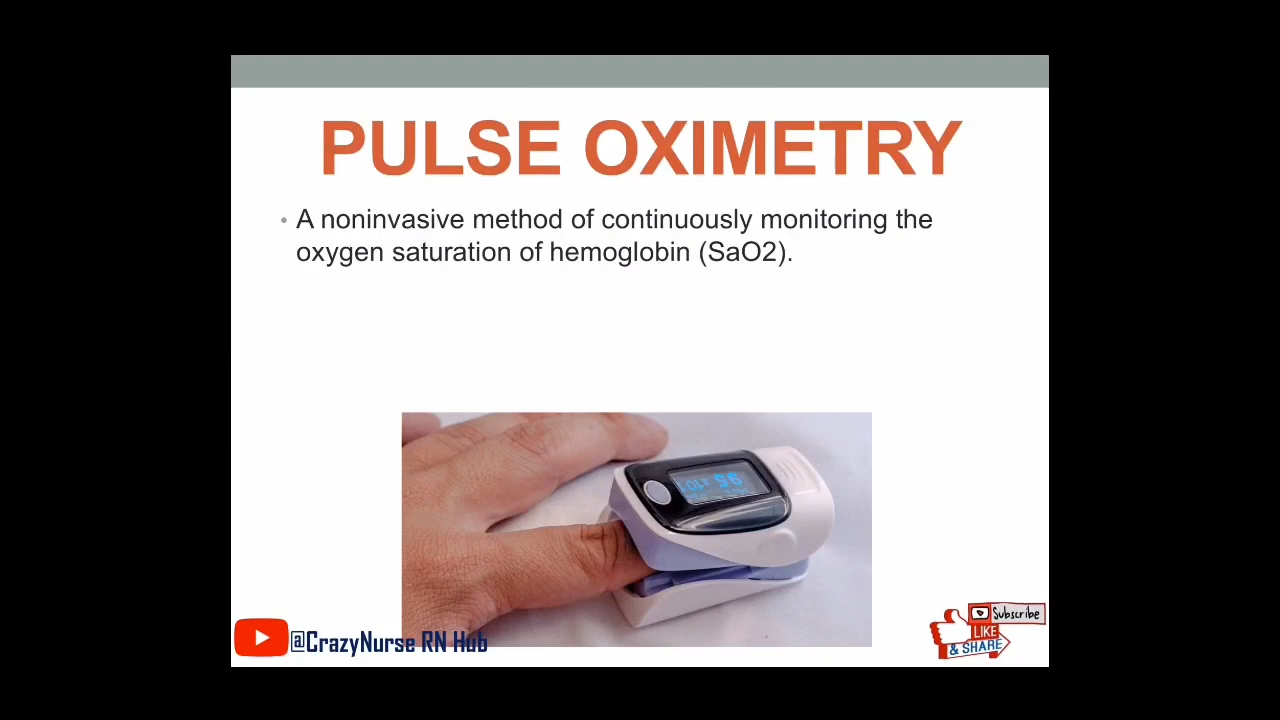 PULSE OXIMETRY
• A noninvasive method of continuously monitoring the
oxygen saturation of hemoglobin (SaO2).
@CrazyNurse RN Hub
Subscribe
LIKE
& SHARE